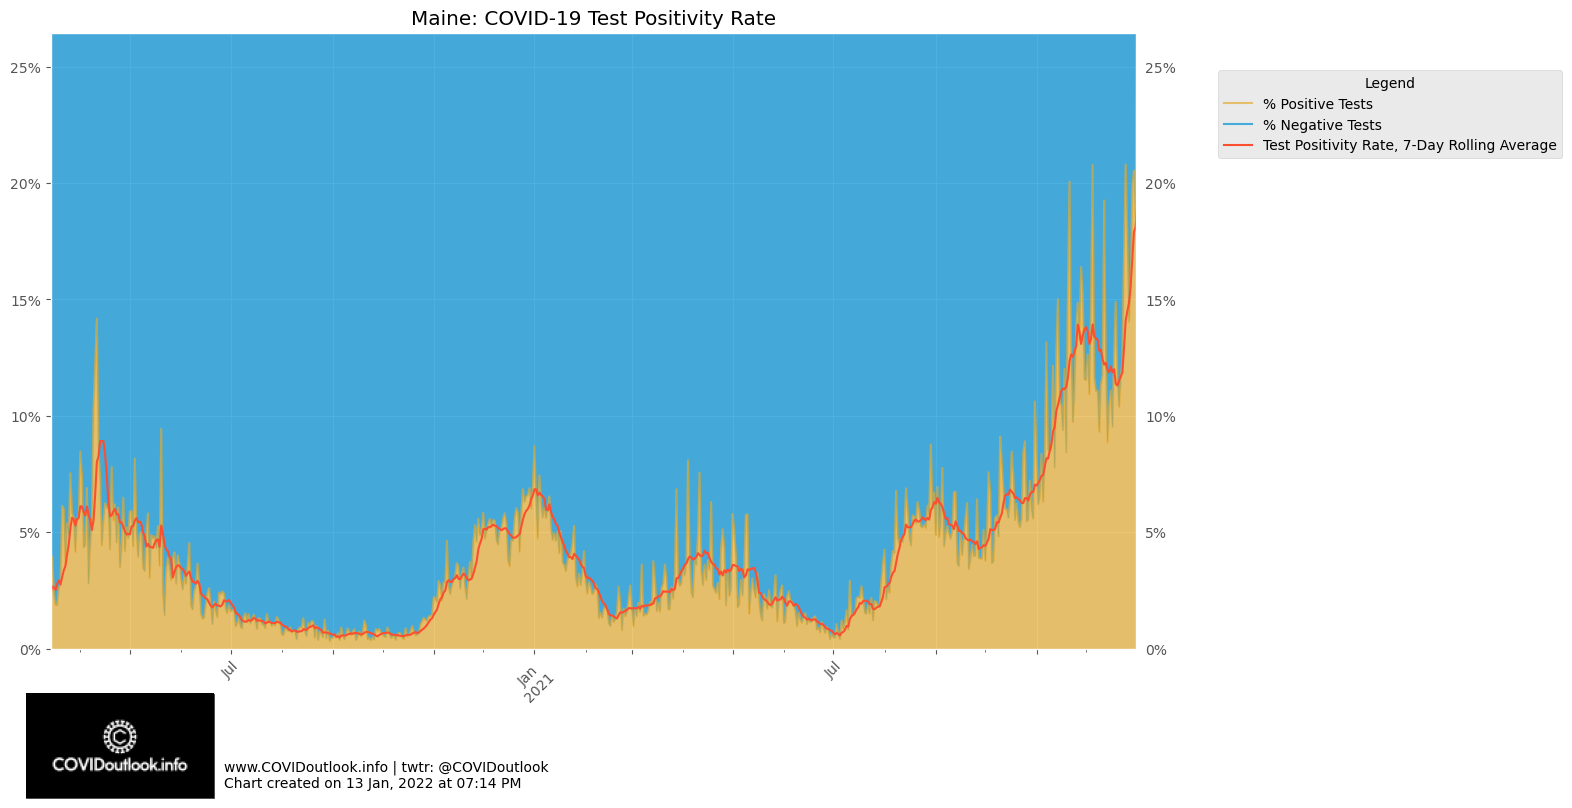 Maine: COVID-19 Test Positivity Rate
25%
20%
15%
10%
5%
0%
25%
20%
15%
10%
5%
0%
Jul
Jan
2021
Jul
Legend
% Positive Tests
% Negative Tests
Test Positivity Rate, 7-Day Rolling Average
C
COVIDoutlook.info
www.COVIDoutlook.info | twtr: @COVIDoutlook
Chart created on 13 Jan, 2022 at 07:14 PM